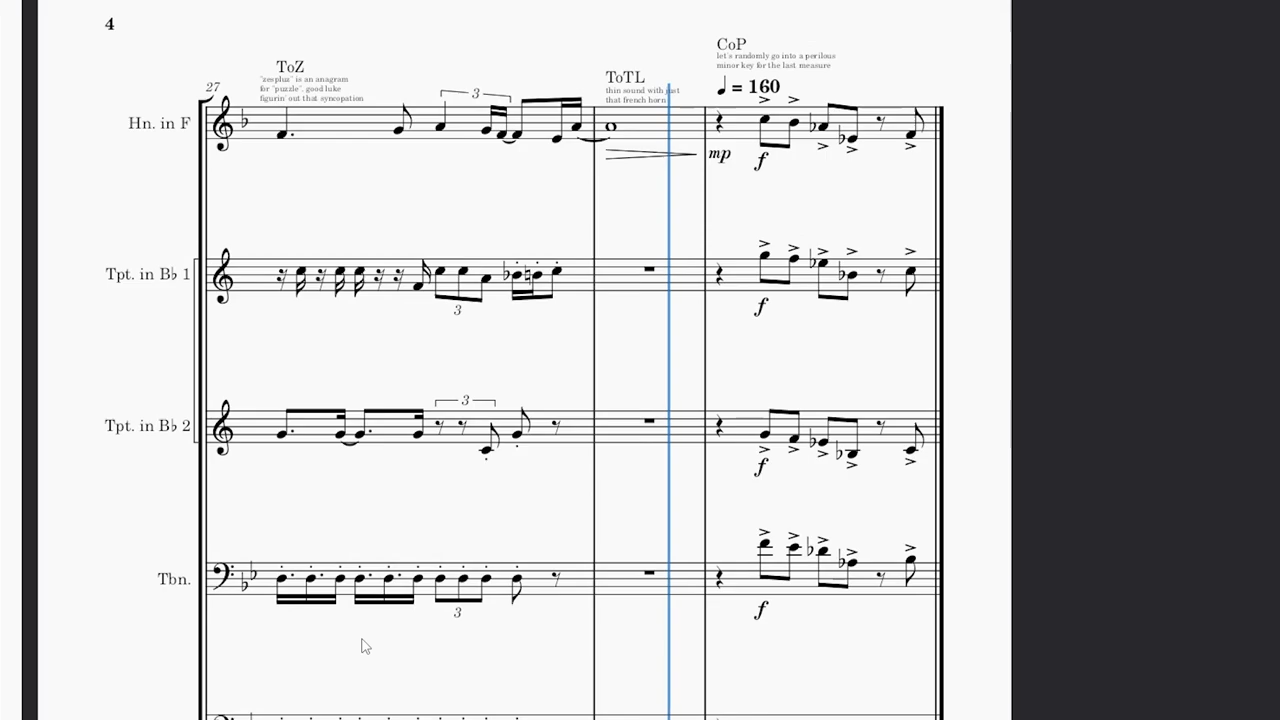 4
CoP
let's randomly go into a perilous
minor key for the last measure
ToZ
"zespluz" is an anagram
for "puzzle". good luke
figurin' out that syncopation
ToTL
thin sound with just
that french horn
= 160
27
3
Hn. in F
mp
f
Tpt. in B♭ 1
3
f
3
Tpt. in B♭ 2
f
Tbn.
3
f